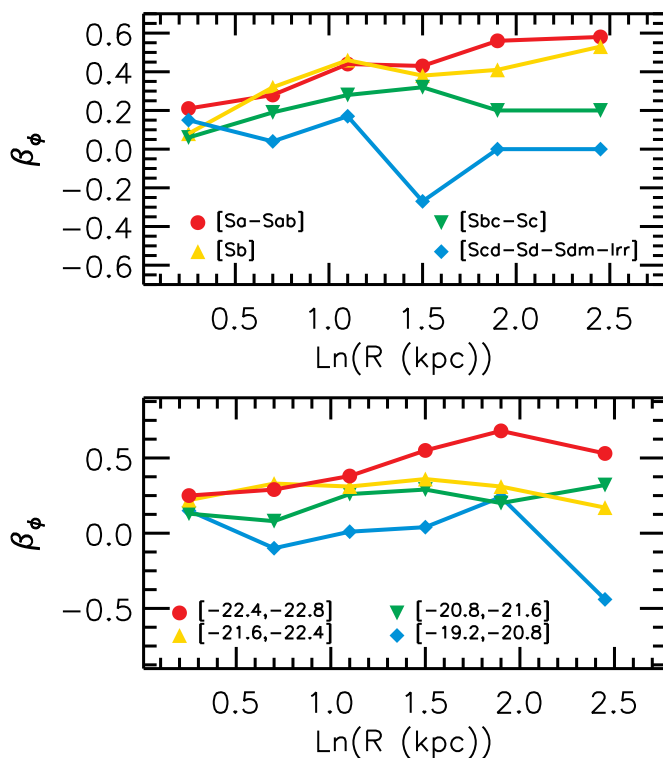 0.6
0.4
0.2
0.0
−0.2
−0.4
−0.6
βϕ
[Sa−Sab] [Sbc−Sc]
[Sb] [Scd−Sd−Sdm−Irr]
0.5 1.0 1.5 2.0 2.5
Ln(R (kpc))
0.5
0.0
−0.5
βϕ
[−22.4,−22.8] [−20.8,−21.6]
[−21.6,−22.4] [−19.2,−20.8]
0.5 1.0 1.5 2.0 2.5
Ln(R (kpc))